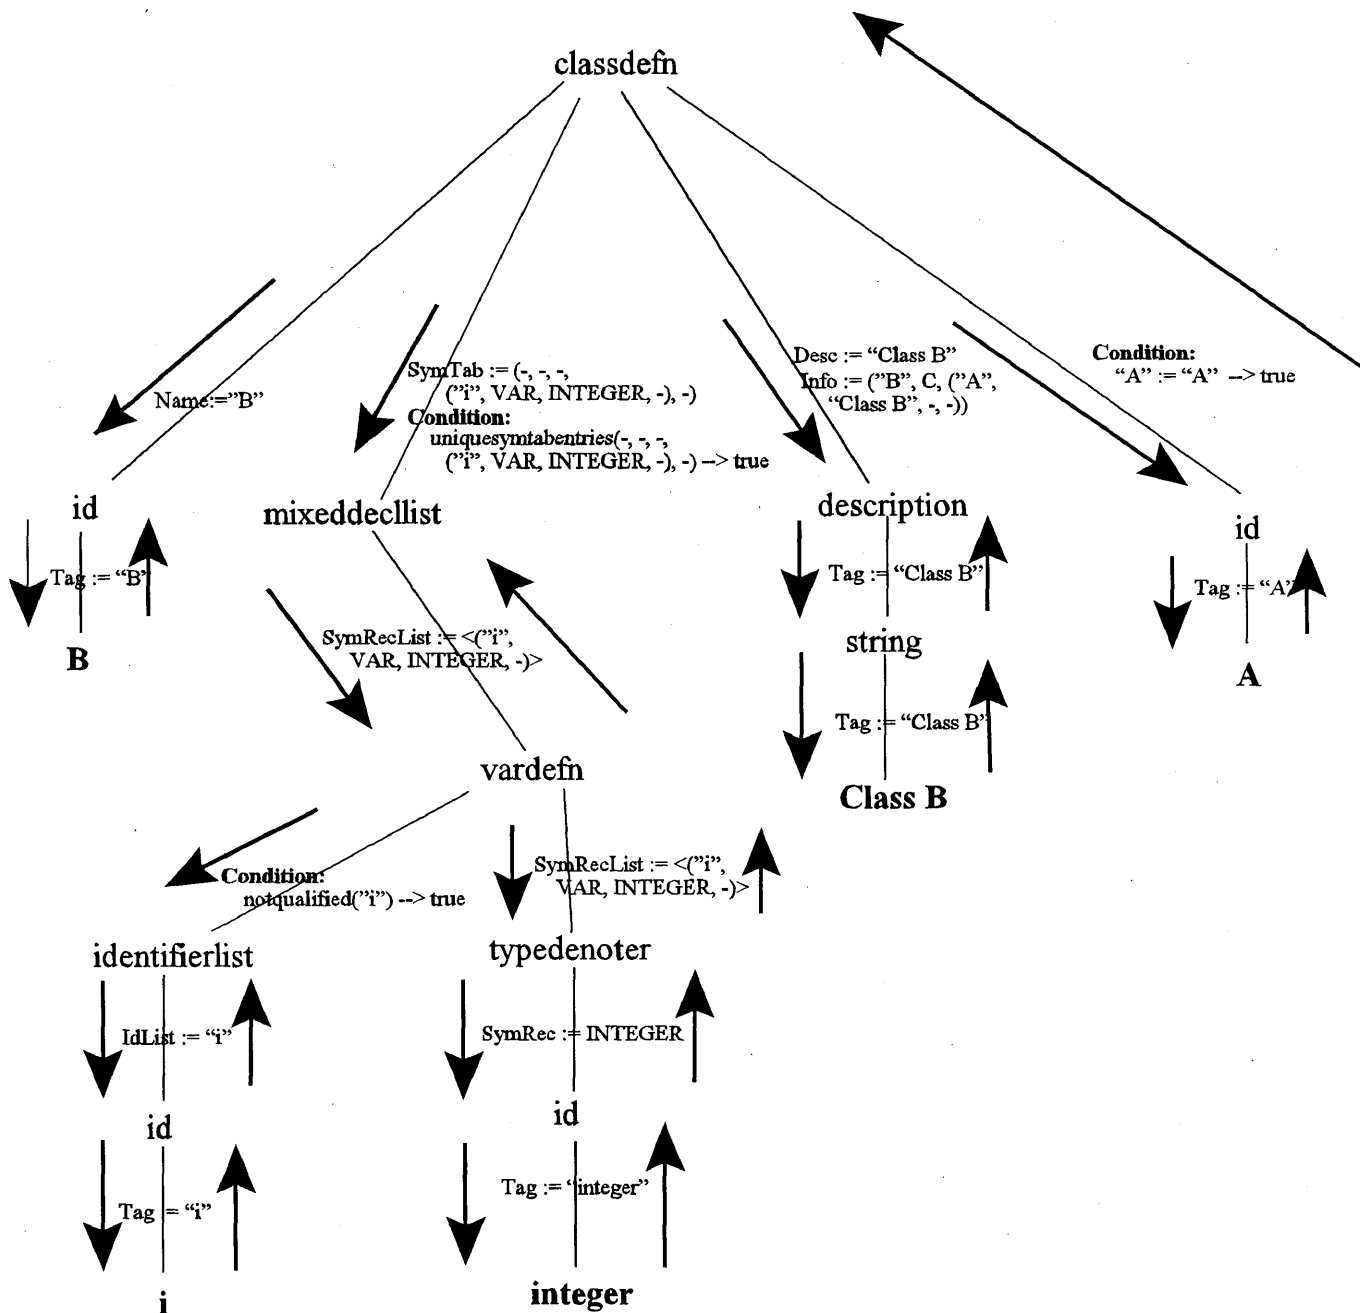 classdefn
Name:="B"
SymTab := (-, -, -,
("i", VAR, INTEGER, -), -)
Condition:
uniquesymtabentries(-, -, -,
("i", VAR, INTEGER, -), -) --> true
Desc := “Class B”
Info := ("B", C, ("A",
“Class B”, -, -))
Condition:
“A” := “A” --> true
id
mixeddecllist
description
id
Tag := “B”
Tag := “Class B”
Tag := “A”
B
SymRecList := <("i",
VAR, INTEGER, -)>
string
A
Tag := “Class B”
vardefn
Class B
Condition:
notqualified("i") --> true
SymRecList := <("i",
VAR, INTEGER, -)>
identifierlist
typedenoter
IdList := “i”
SymRec := INTEGER
id
id
Tag := “i”
Tag := “integer”
i
integer